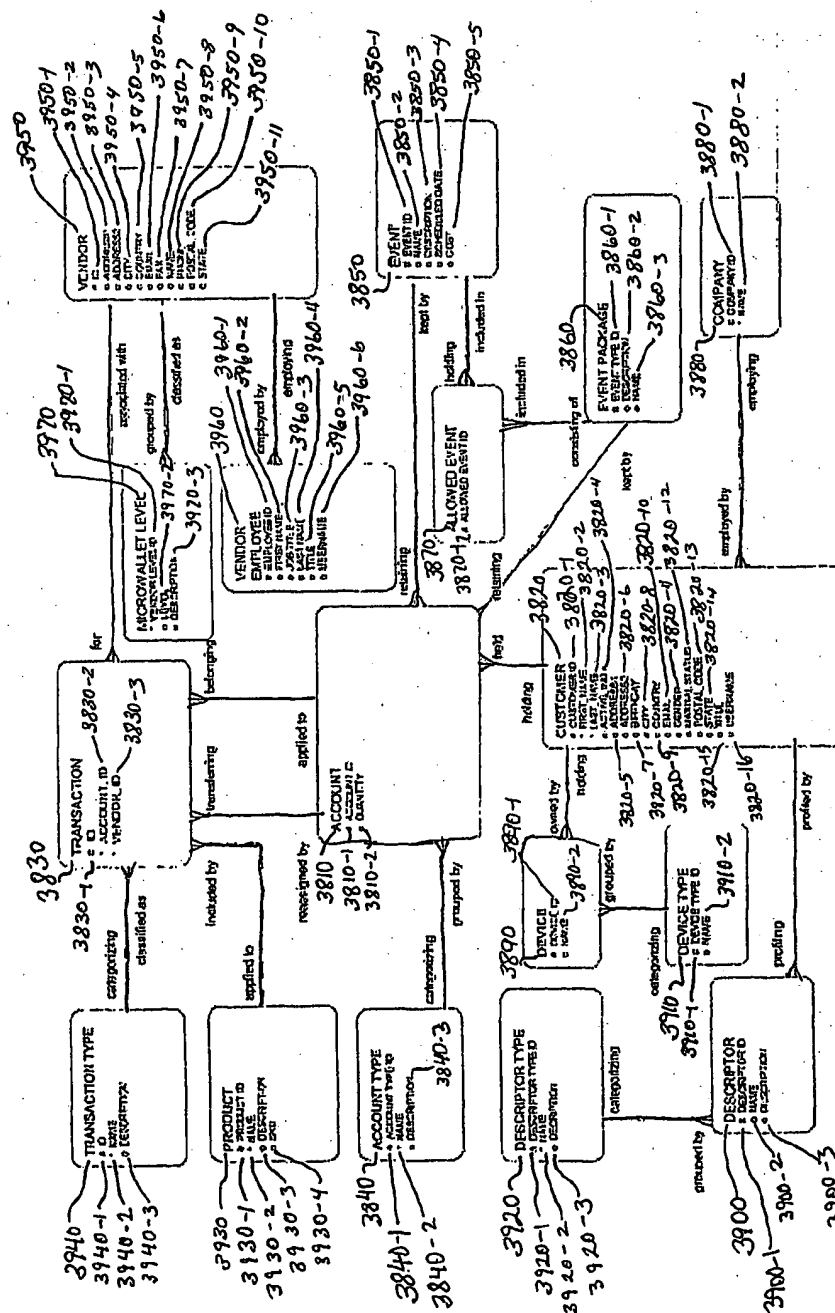 3950
VENDOR
ID
ADDRESS1
ADDRESS2
CITY
COUNTRY
EMAIL
FAX
NAME
PHONE
POSTAL CODE
STATE
3950-1
3950-2
3950-3
3950-4
3950-5
3950-6
3950-7
3950-8
3950-9
3950-10
3950-11
associated with
grouped by
classified as
employed by
employing
3970
3970-1
MICROWALLET LEVEL
VENDOR LEVEL ID
LEVEL
DESCRIPTION
3970-2
3970-3
3960
VENDOR
EMPLOYEE
EMPLOYEE ID
FIRST NAME
JOB TITLE
LAST NAME
TITLE
USERNAME
3960-1
3960-2
3960-3
3960-4
3960-5
3960-6
3850
EVENT
EVENT ID
NAME
DESCRIPTION
SCHEDULED DATE
COST
3850-1
3850-2
3850-3
3850-4
3850-5
kept by
holding
included in
3870
ALLOWED EVENT
3870-1
ALLOWED EVENT ID
included in
consisting of
3860
EVENT PACKAGE
EVENT TYPE ID
DESCRIPTION
NAME
3860-1
3860-2
3860-3
kept by
retaining
retaining
3880
COMPANY
COMPANY ID
NAME
3880-1
3880-2
employing
employed by
3830
TRANSACTION
ID
ACCOUNT_ID
VENDOR_ID
3830-1
3830-2
3830-3
for
belonging
transferring
included by
applied to
reassigned by
3810
ACCOUNT
ACCOUNT ID
QUANTITY
3810-1
3810-2
grouped by
held
holding
3820
CUSTOMER
CUSTOMER ID
FIRST_NAME
LAST_NAME
ADDRESS1
ADDRESS2
BIRTHDAY
CITY
COUNTRY
EMAIL
GENDER
MARITAL_STATUS
POSTAL_CODE
STATE
TITLE
USERNAME
3820-1
3820-2
3820-3
3820-4
3820-5
3820-6
3820-7
3820-8
3820-9
3820-10
3820-12
3820-13
3820-14
3820-15
3820-16
holding
owned by
3890
DEVICE
DEVICE ID
NAME
3890-1
3890-2
grouped by
categorizing
3910
DEVICE TYPE
DEVICE TYPE ID
NAME
3910-1
3910-2
profiled by
profiling
3940
TRANSACTION TYPE
ID
NAME
DESCRIPTION
3940-1
3940-2
3940-3
categorizing
classified as
3930
PRODUCT
PRODUCT ID
NAME
DESCRIPTION
3930-1
3930-2
3930-3
3930-4
applied to
3840
ACCOUNT TYPE
ACCOUNT TYPE ID
NAME
DESCRIPTION
3840-1
3840-2
3840-3
categorizing
3920
DESCRIPTOR TYPE
DESCRIPTOR TYPE ID
NAME
DESCRIPTION
3920-1
3920-2
3920-3
categorizing
grouped by
3900
DESCRIPTOR
DESCRIPTOR ID
NAME
DESCRIPTION
3900-1
3900-2
3900-3